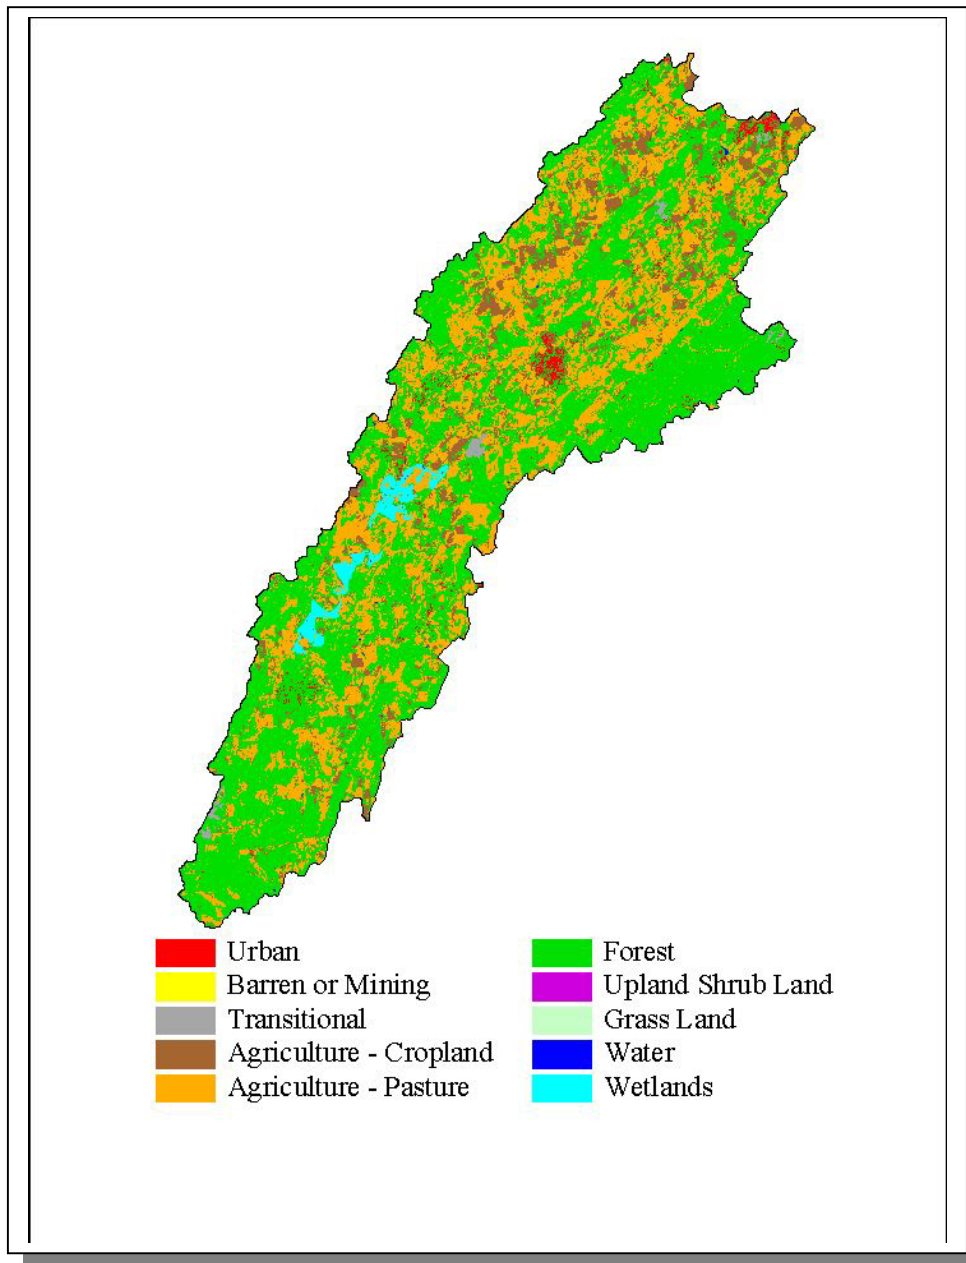 Urban
Barren or Mining
Transitional
Agriculture - Cropland
Agriculture - Pasture
Forest
Upland Shrub Land
Grass Land
Water
Wetlands